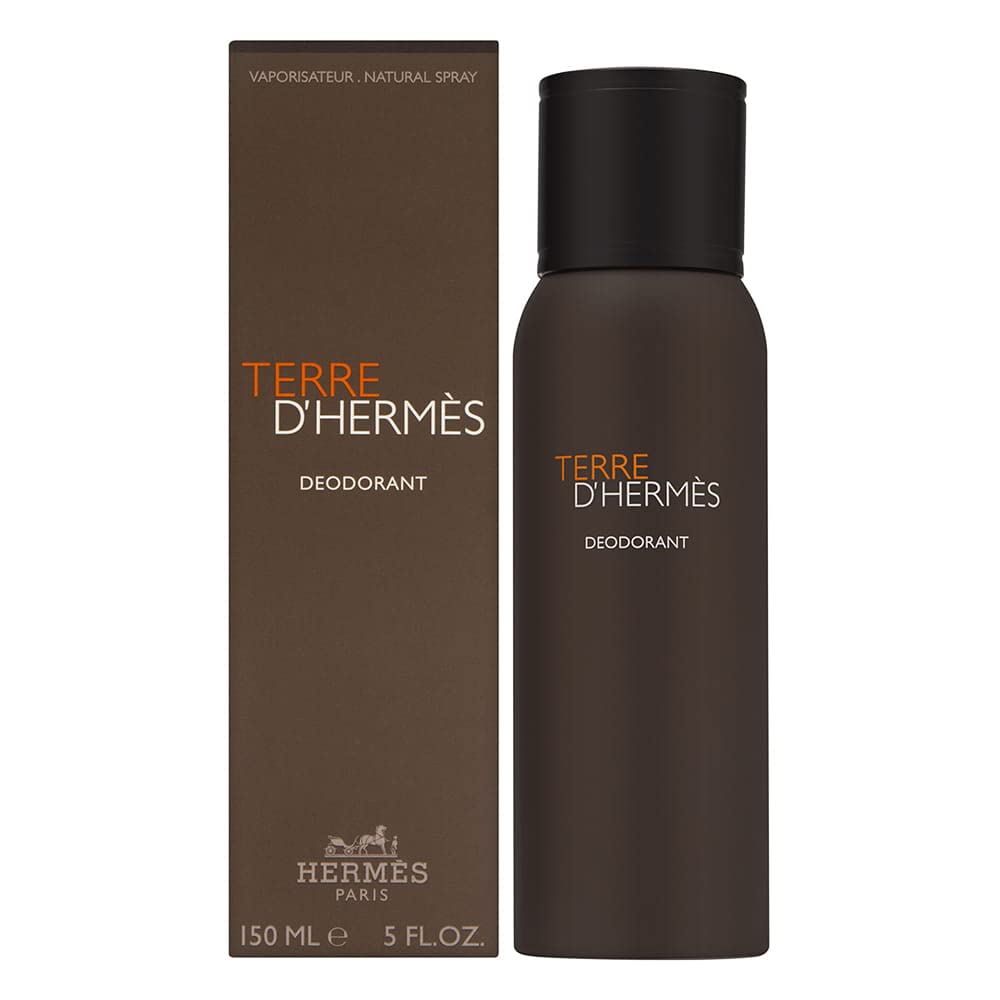 VAPORISATEUR . NATURAL SPRAY
TERRE
D'HERMÈS
DEODORANT
HERMÈS
PARIS
150 ML ℮ 5 FL.OZ.
TERRE
D'HERMÈS
DEODORANT